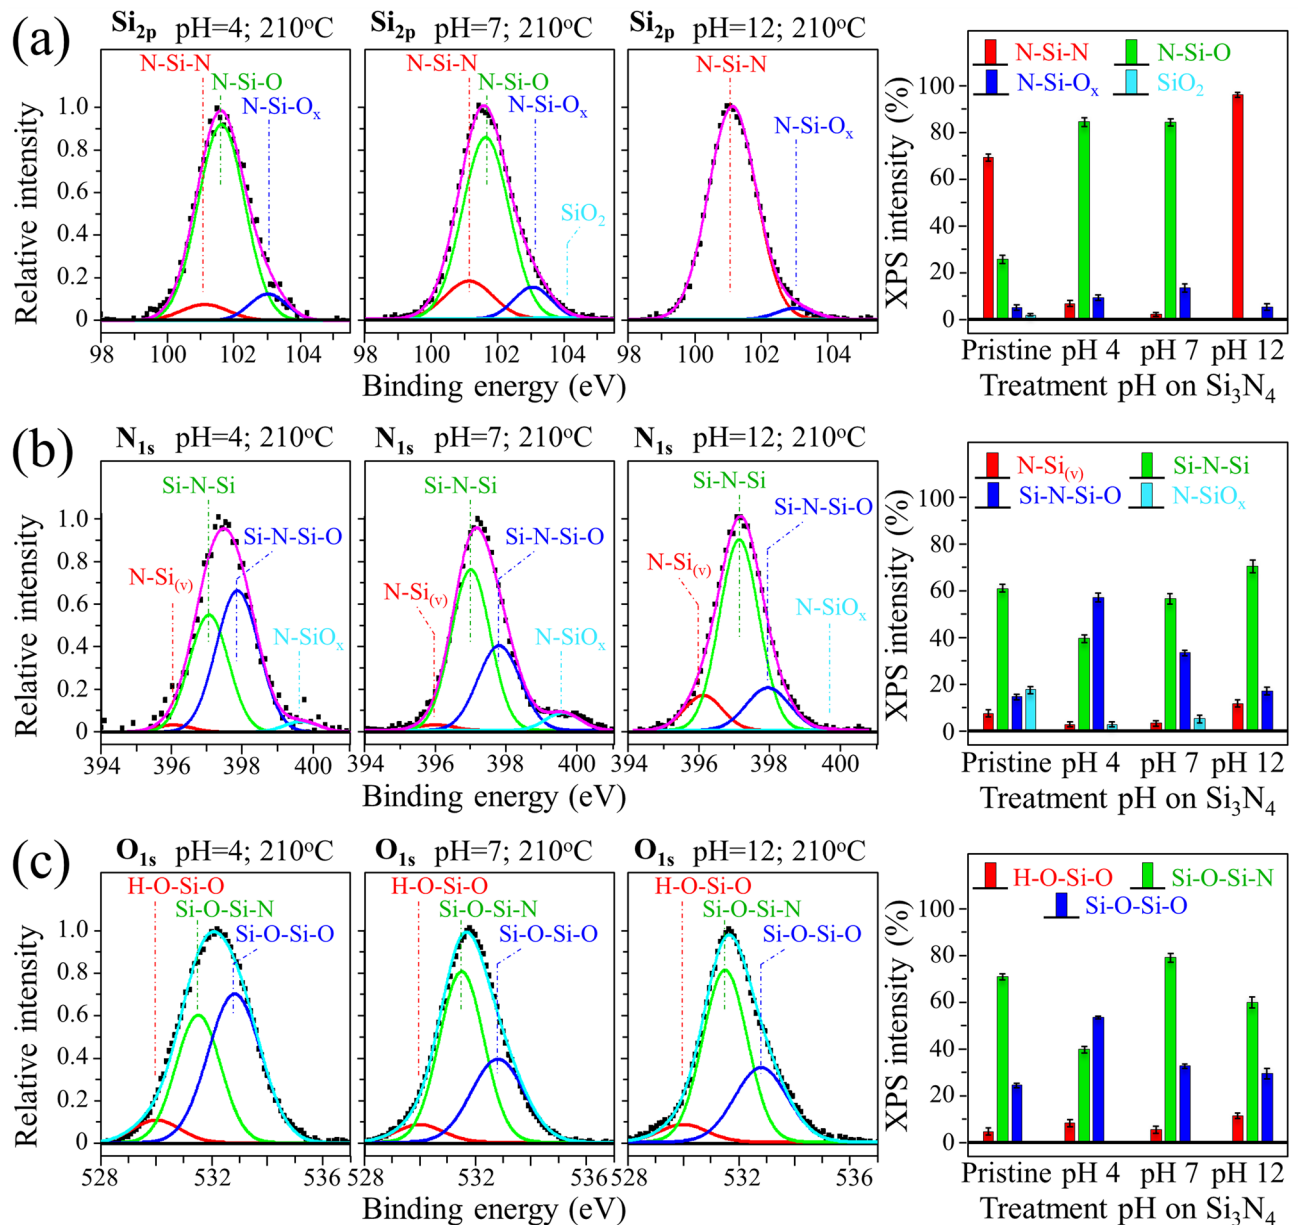 (a)
Si2p pH=4; 210°C
Si2p pH=7; 210°C
Si2p pH=12; 210°C
Relative intensity
1.0
0.8
0.6
0.4
0.2
0
N-Si-N
N-Si-O
N-Si-Ox
98 100 102 104
N-Si-N
N-Si-O
N-Si-Ox
SiO2
98 100 102 104
N-Si-N
N-Si-Ox
98 100 102 104
Binding energy (eV)
N-Si-N
N-Si-O
N-Si-Ox
SiO2
XPS intensity (%)
100
80
60
40
20
0
Pristine pH 4 pH 7 pH 12
Treatment pH on Si3N4
(b)
N1s pH=4; 210°C
N1s pH=7; 210°C
N1s pH=12; 210°C
Relative intensity
1.0
0.8
0.6
0.4
0.2
0
Si-N-Si
Si-N-Si-O
N-Si(v)
N-SiOx
394 396 398 400
Si-N-Si
Si-N-Si-O
N-Si(v)
N-SiOx
394 396 398 400
Si-N-Si
Si-N-Si-O
N-Si(v)
N-SiOx
394 396 398 400
Binding energy (eV)
N-Si(v)
Si-N-Si
Si-N-Si-O
N-SiOx
XPS intensity (%)
100
80
60
40
20
0
Pristine pH 4 pH 7 pH 12
Treatment pH on Si3N4
(c)
O1s pH=4; 210°C
O1s pH=7; 210°C
O1s pH=12; 210°C
Relative intensity
1.0
0.8
0.6
0.4
0.2
0
H-O-Si-O
Si-O-Si-N
Si-O-Si-O
528 532 536
H-O-Si-O
Si-O-Si-N
Si-O-Si-O
528 532 536
H-O-Si-O
Si-O-Si-N
Si-O-Si-O
528 532 536
Binding energy (eV)
H-O-Si-O
Si-O-Si-N
Si-O-Si-O
XPS intensity (%)
100
80
60
40
20
0
Pristine pH 4 pH 7 pH 12
Treatment pH on Si3N4